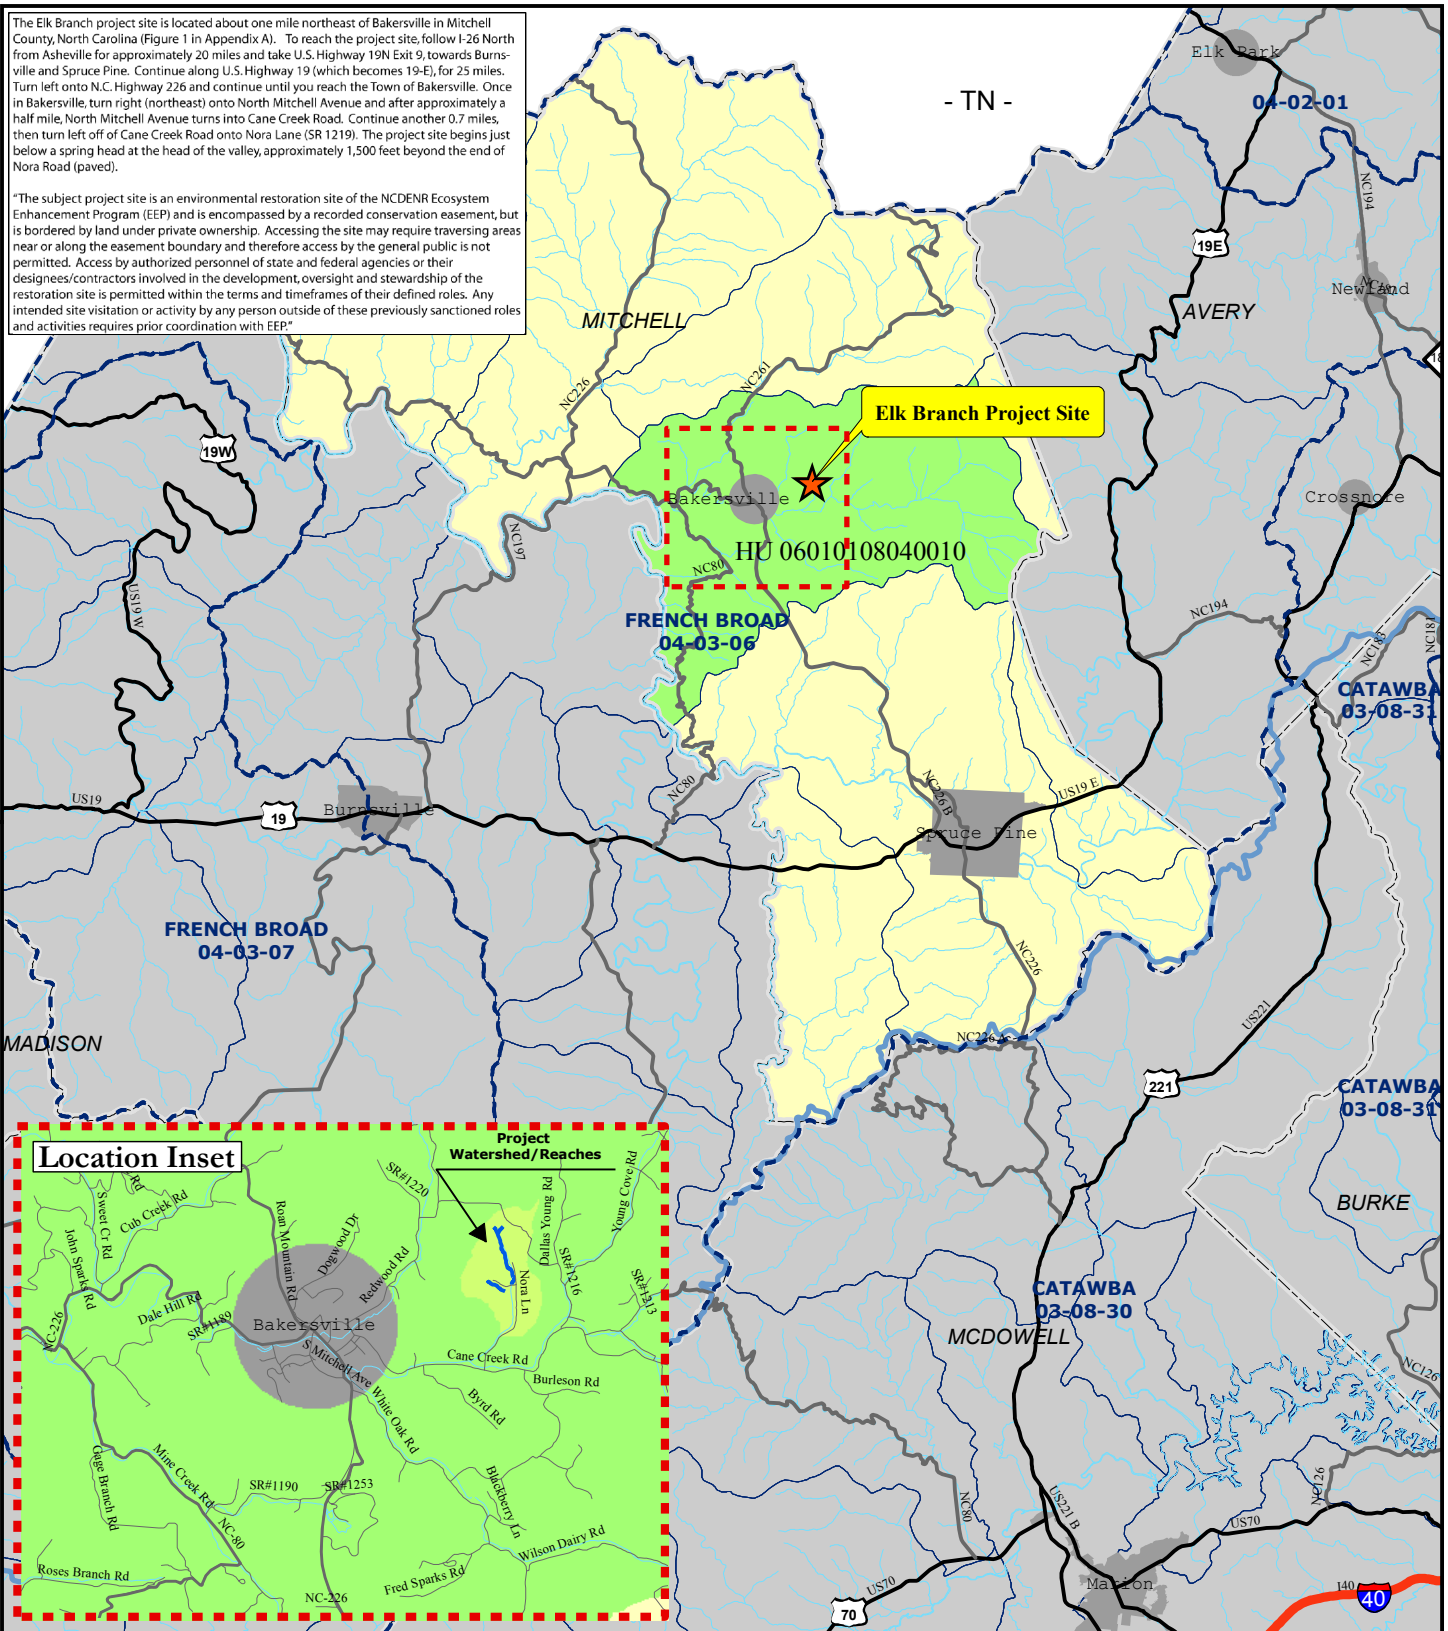 The Elk Branch project site is located about one mile northeast of Bakersville in Mitchell
County, North Carolina (Figure 1 in Appendix A). To reach the project site, follow I-26 North
from Asheville for approximately 20 miles and take U.S. Highway 19N Exit 9, towards Burns-
ville and Spruce Pine. Continue along U.S. Highway 19 (which becomes 19-E), for 25 miles.
Turn left onto N.C. Highway 226 and continue until you reach the Town of Bakersville. Once
in Bakersville, turn right (northeast) onto North Mitchell Avenue and after approximately a
half mile, North Mitchell Avenue turns into Cane Creek Road. Continue another 0.7 miles,
then turn left off of Cane Creek Road onto Nora Lane (SR 1219). The project site begins just
below a spring head at the head of the valley, approximately 1,500 feet beyond the end of
Nora Road (paved).
"The subject project site is an environmental restoration site of the NCDENR Ecosystem
Enhancement Program (EEP) and is encompassed by a recorded conservation easement, but
is bordered by land under private ownership. Accessing the site may require traversing areas
near or along the easement boundary and therefore access by the general public is not
permitted. Access by authorized personnel of state and federal agencies or their
designees/contractors involved in the development, oversight and stewardship of the
restoration site is permitted within the terms and timeframes of their defined roles. Any
intended site visitation or activity by any person outside of these previously sanctioned roles
and activities requires prior coordination with EEP."
- TN -
Elk Park
04-02-01
NC194
19E
Newland
AVERY
MITCHELL
NC226
NC261
Elk Branch Project Site
19W
Bakersville
Crossnore
HU 06010108040010
NC197
NC80
US19 W
FRENCH BROAD
04-03-06
NC194
NC183
NC181
CATAWBA
03-08-31
US19
19
Burnsville
NC80
NC226 B
US19 E
Spruce Pine
FRENCH BROAD
04-03-07
NC226
US221
NC226 A
MADISON
221
CATAWBA
03-08-31
BURKE
CATAWBA
03-08-30
MCDOWELL
NC126
NC126
NC80
US221 B
US70
US70
70
Marion
I40
40
Location Inset
Project
Watershed/Reaches
Rd
Sweet Cr Rd
Cub Creek Rd
John Sparks Rd
Roan Mountain Rd
Dogwood Dr
Redwood Rd
SR#1220
Dallas Young Rd
Young Cove Rd
SR#1216
SR#1213
Nora Ln
Dale Hill Rd
SR#1189
NC-226
Bakersville
S Mitchell Ave
White Oak Rd
Cane Creek Rd
Burleson Rd
Byrd Rd
Gage Branch Rd
Mine Creek Rd
SR#1190
SR#1253
NC-80
Blackberry Ln
Wilson Dairy Rd
Fred Sparks Rd
Roses Branch Rd
NC-226